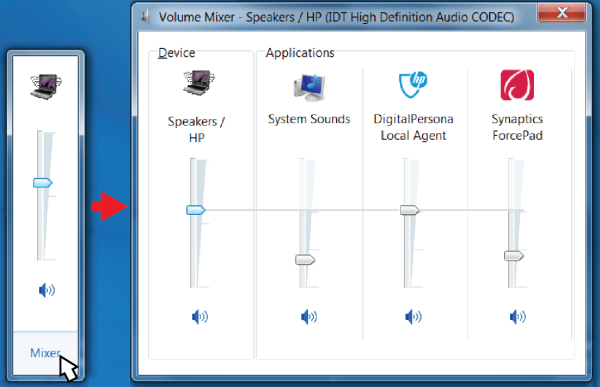 Volume Mixer - Speakers / HP (IDT High Definition Audio CODEC)
Device
Applications
Speakers /
HP
System Sounds
hp
DigitalPersona
Local Agent
Synaptics
ForcePad
Mixer